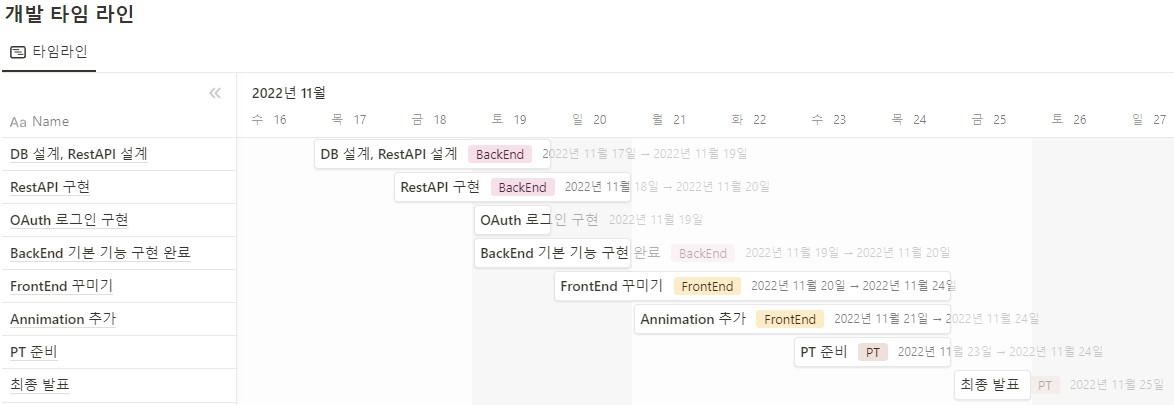 개발 타임 라인
타임라인
2022년 11월
Aa Name
수 16 목 17 금 18 토 19 일 20 월 21 화 22 수 23 목 24 금 25 토 26 일 27
DB 설계, RestAPI 설계 DB 설계, RestAPI 설계 BackEnd 2022년 11월 17일 → 2022년 11월 19일
RestAPI 구현 RestAPI 구현 BackEnd 2022년 11월 18일 → 2022년 11월 20일
OAuth 로그인 구현 OAuth 로그인 구현 2022년 11월 19일
BackEnd 기본 기능 구현 완료 BackEnd 기본 기능 구현 완료 BackEnd 2022년 11월 19일 → 2022년 11월 20일
FrontEnd 꾸미기 FrontEnd 꾸미기 FrontEnd 2022년 11월 20일 → 2022년 11월 24일
Annimation 추가 Annimation 추가 FrontEnd 2022년 11월 21일 → 2022년 11월 24일
PT 준비 PT 준비 PT 2022년 11월 23일 → 2022년 11월 24일
최종 발표 최종 발표 PT 2022년 11월 25일